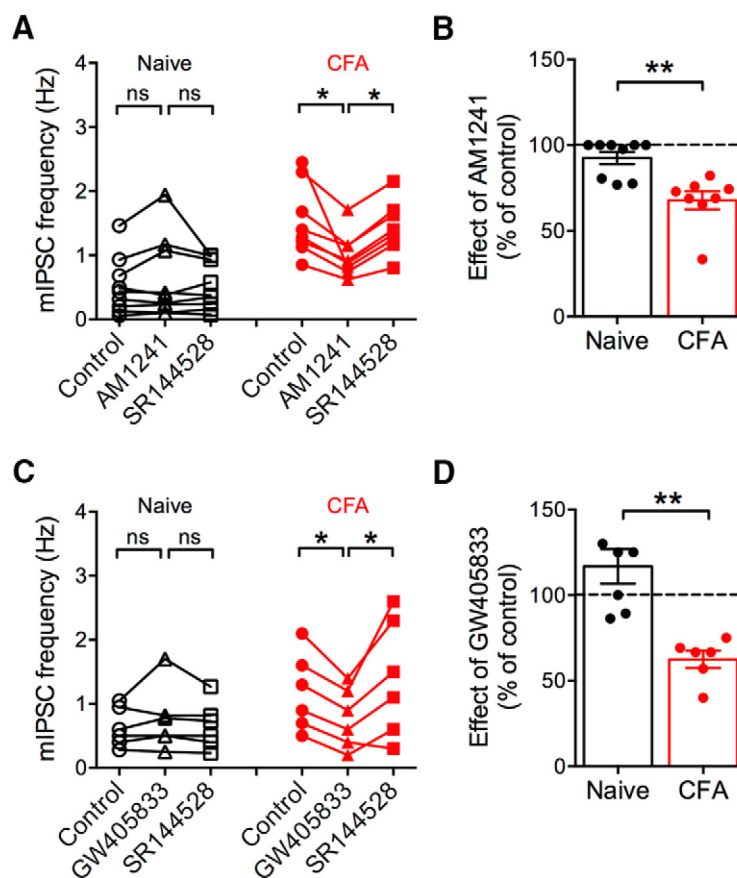 A
Naive
CFA
ns
ns
*
*
mIPSC frequency (Hz)
4
3
2
1
0
Control
AM1241
SR144528
Control
AM1241
SR144528
B
**
Effect of AM1241
(% of control)
150
100
50
0
Naive
CFA
C
Naive
CFA
ns
ns
*
*
mIPSC frequency (Hz)
4
3
2
1
0
Control
GW405833
SR144528
Control
GW405833
SR144528
D
**
Effect of GW405833
(% of control)
150
100
50
0
Naive
CFA